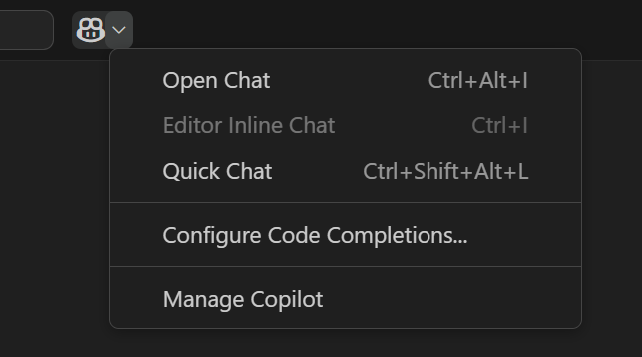 Open Chat Ctrl+Alt+I
Editor Inline Chat Ctrl+I
Quick Chat Ctrl+Shift+Alt+L
Configure Code Completions...
Manage Copilot